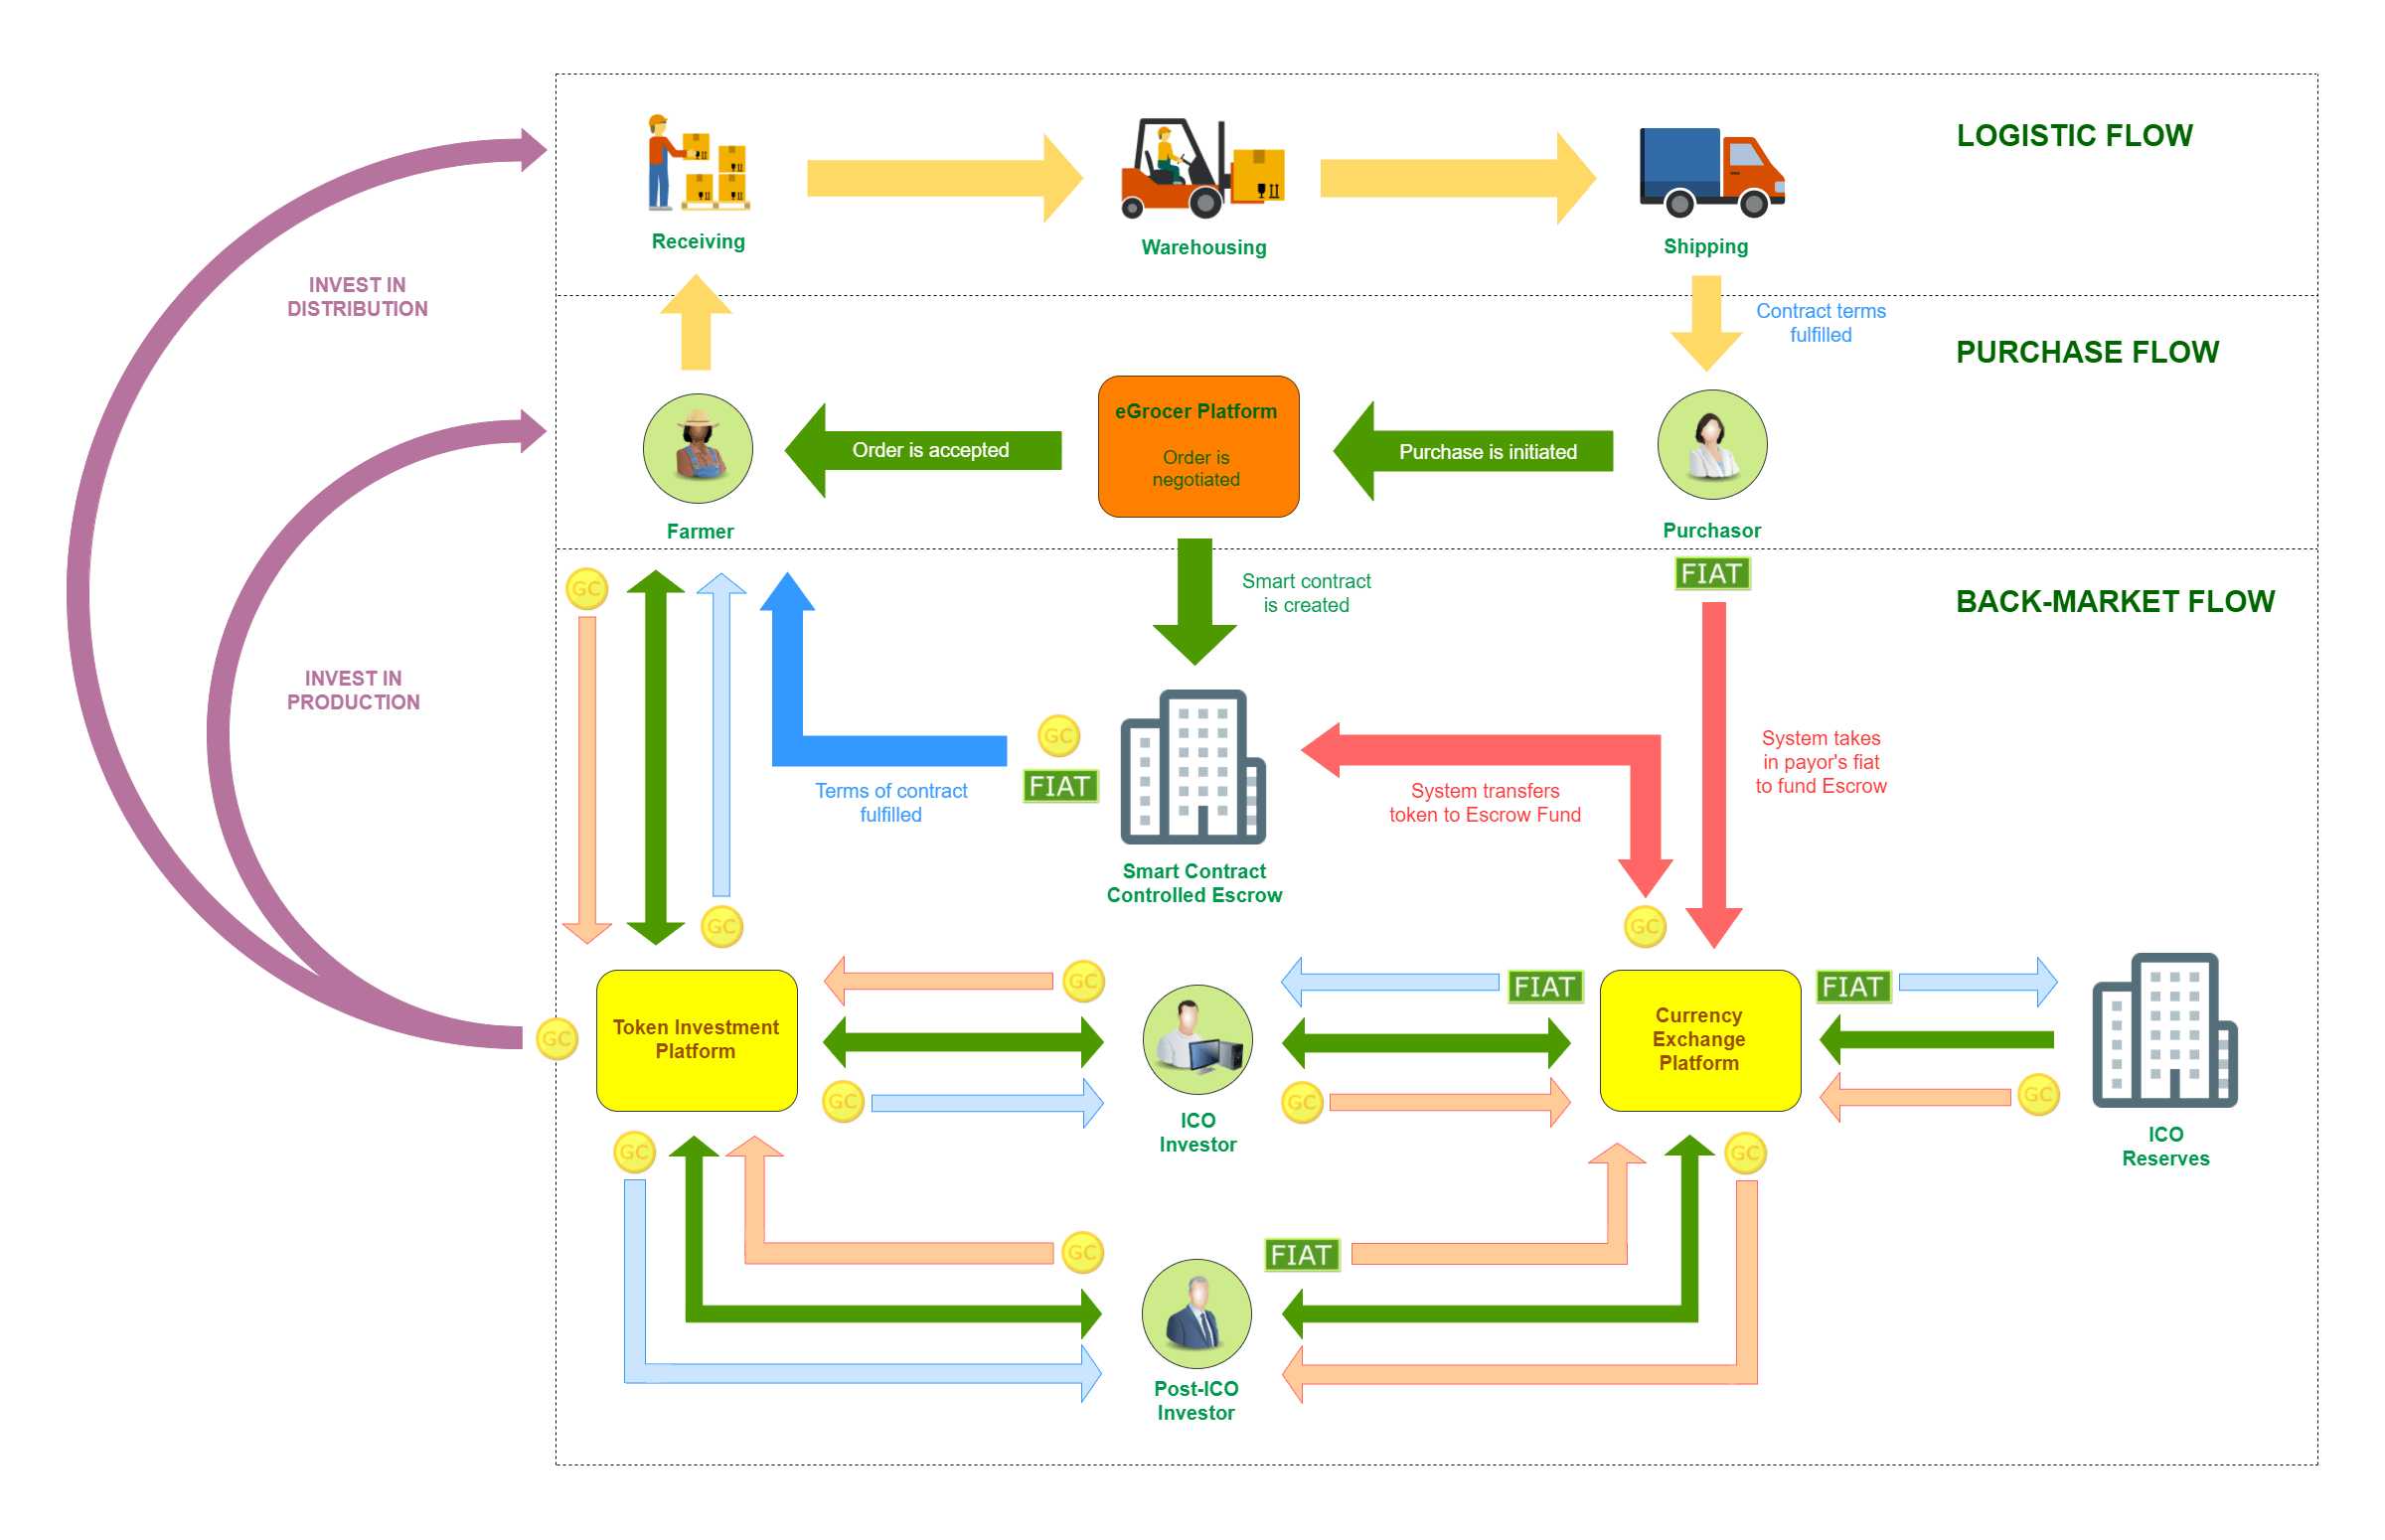 LOGISTIC FLOW
Receiving
Warehousing
Shipping
INVEST IN
DISTRIBUTION
Contract terms
fulfilled
PURCHASE FLOW
eGrocer Platform
Order is
negotiated
Order is accepted
Purchase is initiated
Farmer
Purchasor
GC
FIAT
Smart contract
is created
BACK-MARKET FLOW
INVEST IN
PRODUCTION
GC
FIAT
Terms of contract
fulfilled
System transfers
token to Escrow Fund
System takes
in payor's fiat
to fund Escrow
Smart Contract
Controlled Escrow
GC
GC
GC
FIAT
FIAT
GC
Token Investment
Platform
Currency
Exchange
Platform
GC
GC
GC
ICO
Investor
ICO
Reserves
GC
GC
GC
FIAT
Post-ICO
Investor